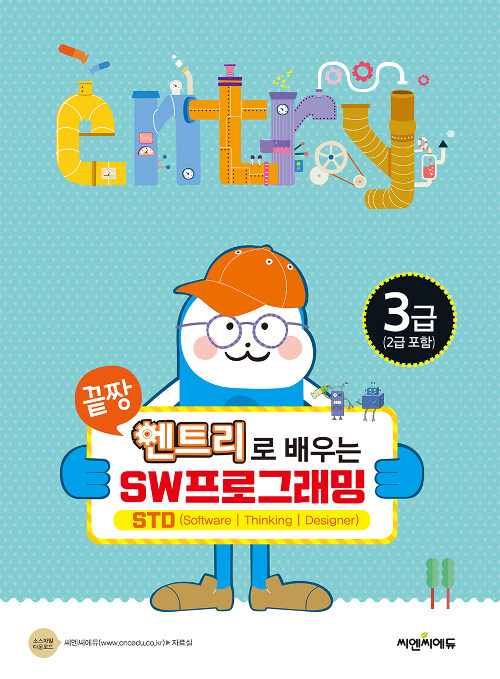 entry
3급
(2급 포함)
끝짱
엔트리로 배우는
SW프로그래밍
STD (Software | Thinking | Designer)
소스파일
다운로드
씨엔씨에듀(www.cncedu.co.kr)▶자료실
씨엔씨에듀